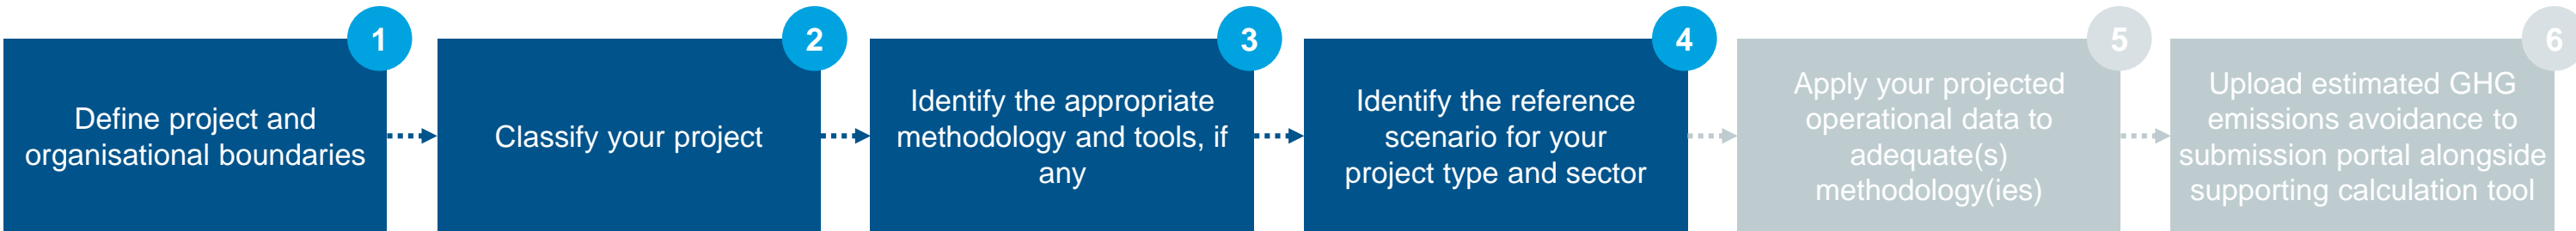 1
Define project and
organisational boundaries
2
Classify your project
3
Identify the appropriate
methodology and tools, if
any
4
Identify the reference
scenario for your
project type and sector
5
Apply your projected
operational data to
adequate(s)
methodology(ies)
6
Upload estimated GHG
emissions avoidance to
submission portal alongside
supporting calculation tool